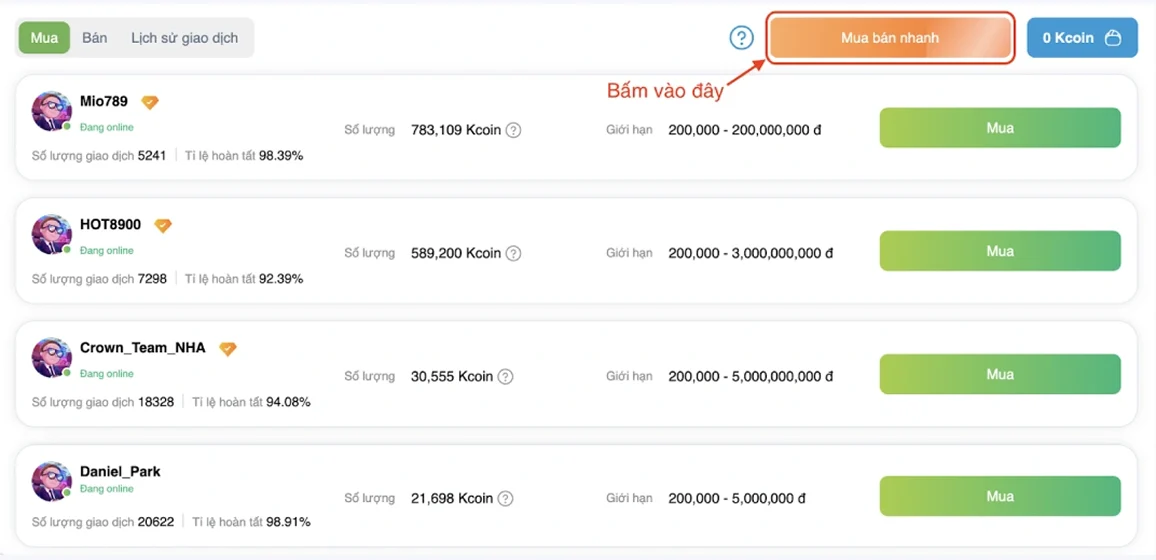 Mua Bán Lịch sử giao dịch ? Mua bán nhanh 0 Kcoin
Bấm vào đây
Mio789
Đang online
Số lượng 783,109 Kcoin ? Giới hạn 200,000 - 200,000,000 đ Mua
Số lượng giao dịch 5241 Tỉ lệ hoàn tất 98.39%
HOT8900
Đang online
Số lượng 589,200 Kcoin ? Giới hạn 200,000 - 3,000,000,000 đ Mua
Số lượng giao dịch 7298 Tỉ lệ hoàn tất 92.39%
Crown_Team_NHA
Đang online
Số lượng 30,555 Kcoin ? Giới hạn 200,000 - 5,000,000,000 đ Mua
Số lượng giao dịch 18328 Tỉ lệ hoàn tất 94.08%
Daniel_Park
Đang online
Số lượng 21,698 Kcoin ? Giới hạn 200,000 - 5,000,000 đ Mua
Số lượng giao dịch 20622 Tỉ lệ hoàn tất 98.91%